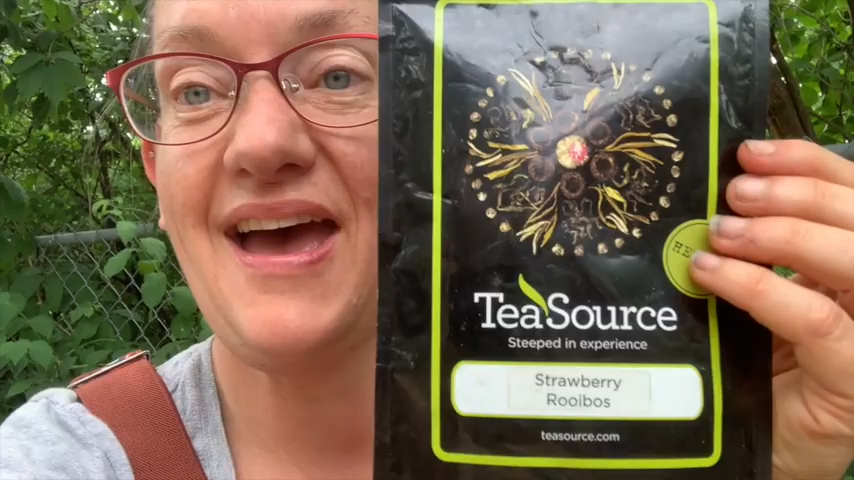 TeaSource
Steeped in experience
Strawberry
Rooibos
teasource.com